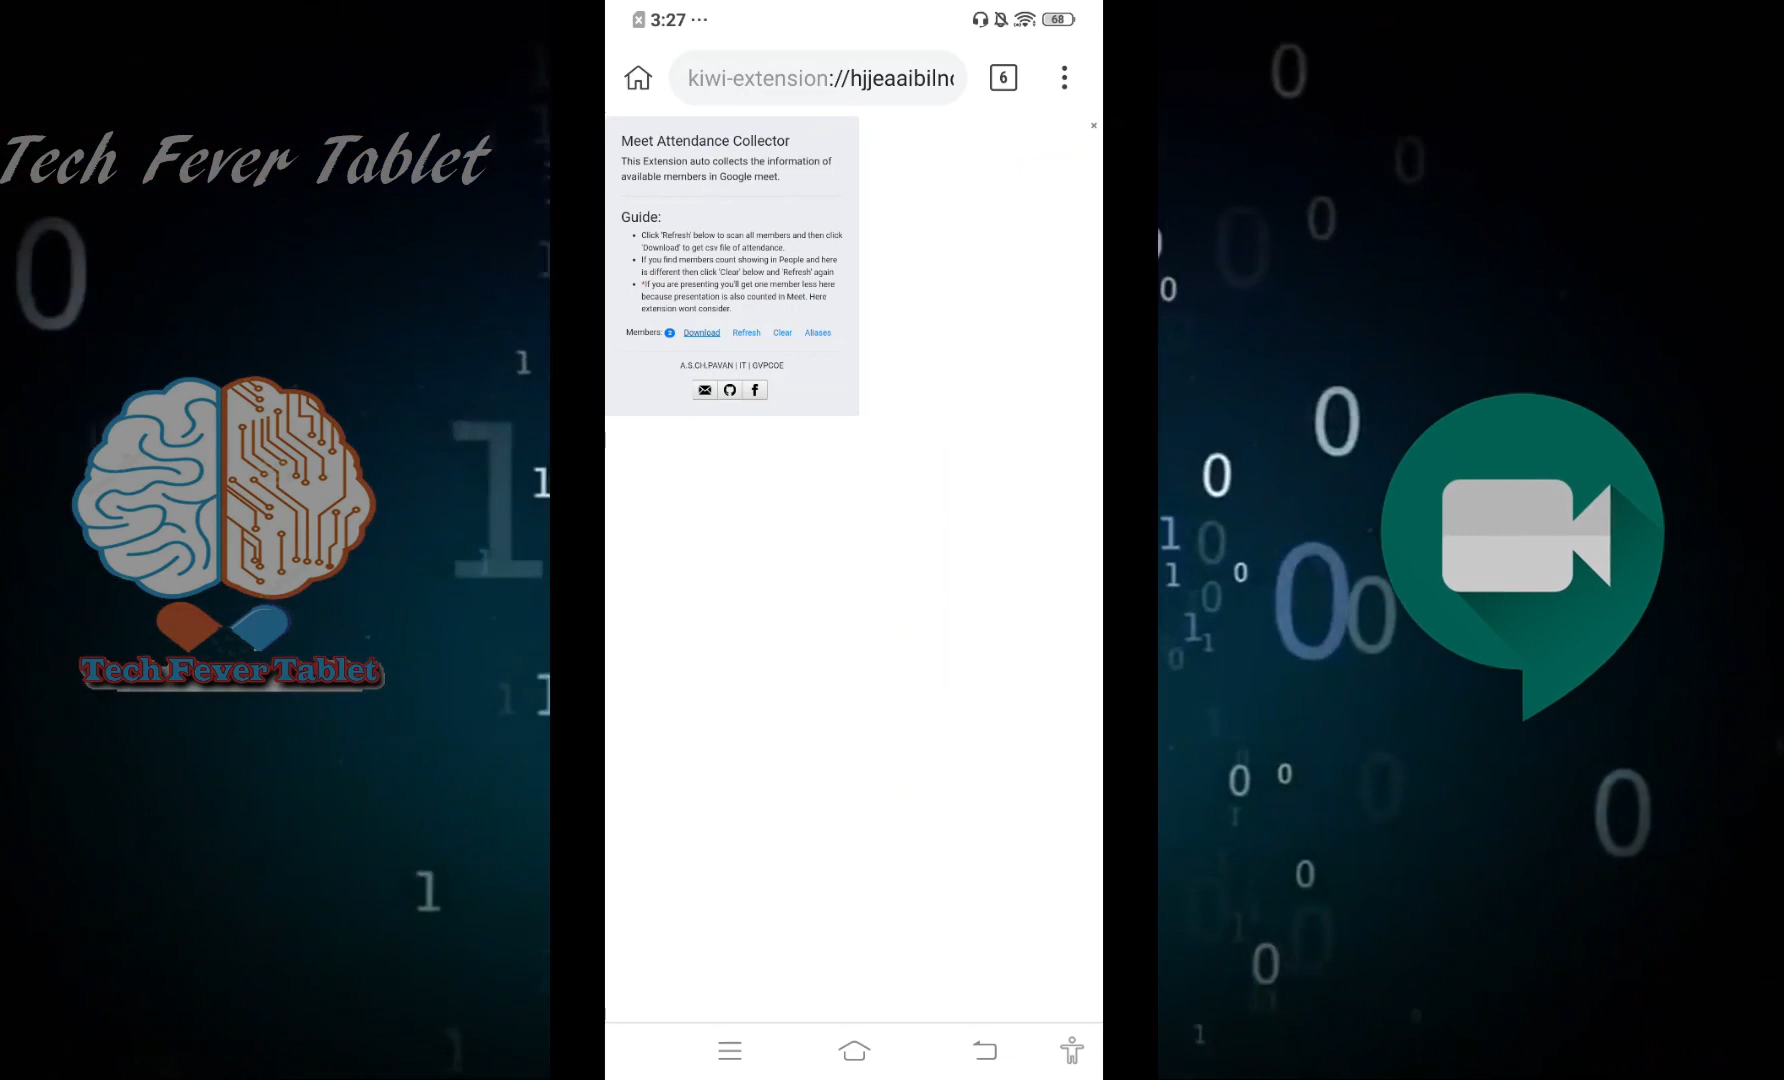 Tech Fever Tablet
Tech Fever Tablet
3:27 ...
68
kiwi-extension://hjjeaaibiln
6
Meet Attendance Collector
This Extension auto collects the information of
available members in Google meet.
Guide:
• Click 'Refresh' below to scan all members and then click
'Download' to get csv file of attendance.
• If you find members count showing in People and here
is different then click 'Clear' below and 'Refresh' again
• *If you are presenting you'll get one member less here
because presentation is also counted in Meet. Here
extension wont consider.
Members: Download Refresh Clear Aliases
A.S.CH.PAVAN | IT | GVPCOE